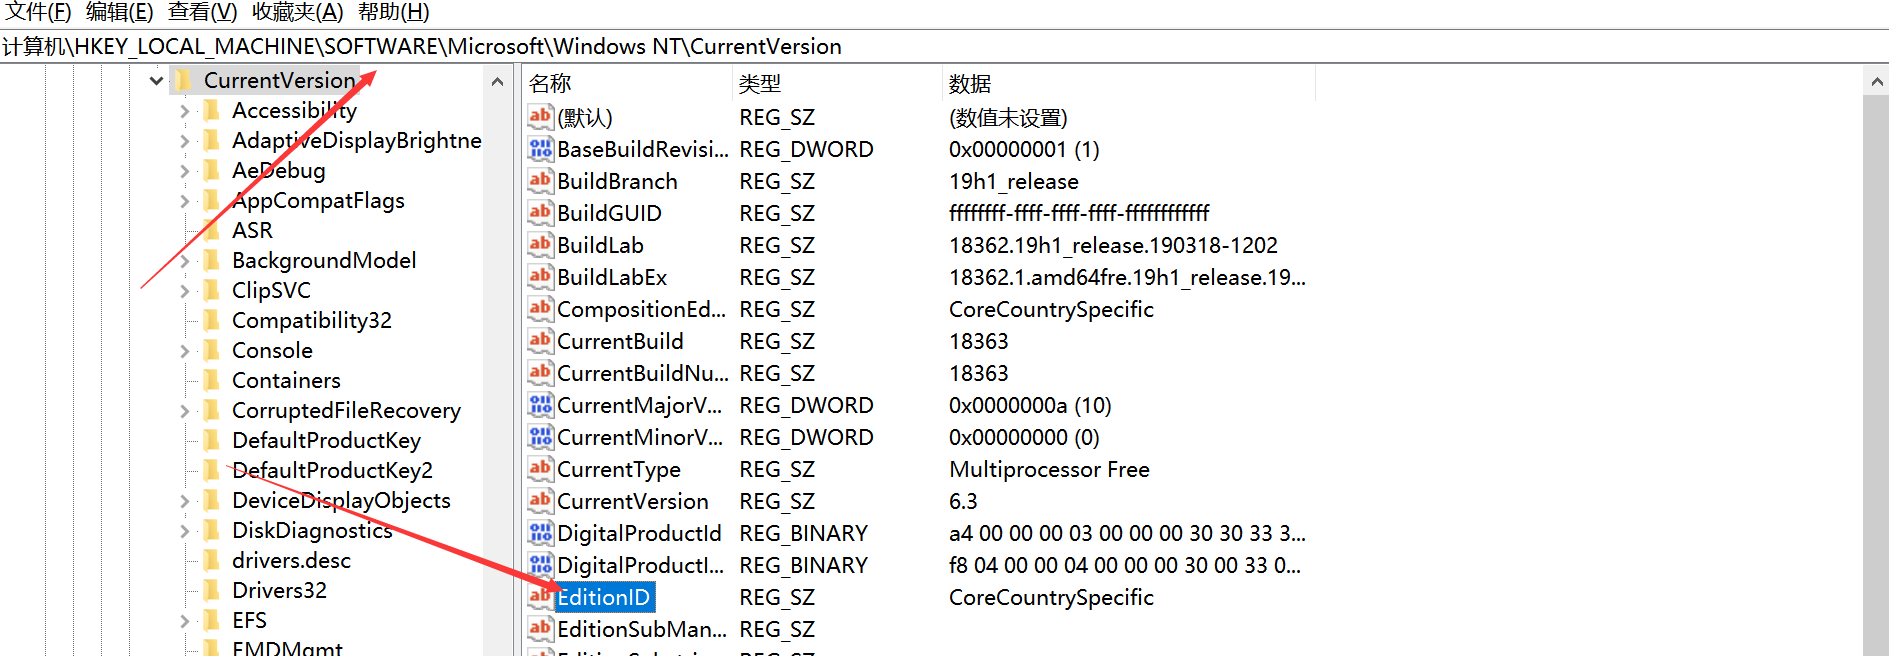 文件(F) 编辑(E) 查看(V) 收藏夹(A) 帮助(H)
计算机\HKEY_LOCAL_MACHINE\SOFTWARE\Microsoft\Windows NT\CurrentVersion
CurrentVersion
Accessibility
AdaptiveDisplayBrightne
AeDebug
AppCompatFlags
ASR
BackgroundModel
ClipSVC
Compatibility32
Console
Containers
CorruptedFileRecovery
DefaultProductKey
DefaultProductKey2
DeviceDisplayObjects
DiskDiagnostics
drivers.desc
Drivers32
EFS
EMDMgmt
名称 类型 数据
(默认) REG_SZ (数值未设置)
BaseBuildRevisi... REG_DWORD 0x00000001 (1)
BuildBranch REG_SZ 19h1_release
BuildGUID REG_SZ ffffffff-ffff-ffff-ffff-ffffffffffff
BuildLab REG_SZ 18362.19h1_release.190318-1202
BuildLabEx REG_SZ 18362.1.amd64fre.19h1_release.19...
CompositionEd... REG_SZ CoreCountrySpecific
CurrentBuild REG_SZ 18363
CurrentBuildNu... REG_SZ 18363
CurrentMajorV... REG_DWORD 0x0000000a (10)
CurrentMinorV... REG_DWORD 0x00000000 (0)
CurrentType REG_SZ Multiprocessor Free
CurrentVersion REG_SZ 6.3
DigitalProductId REG_BINARY a4 00 00 00 03 00 00 00 30 30 33 3...
DigitalProductI... REG_BINARY f8 04 00 00 04 00 00 00 30 00 33 0...
EditionID REG_SZ CoreCountrySpecific
EditionSubMan... REG_SZ